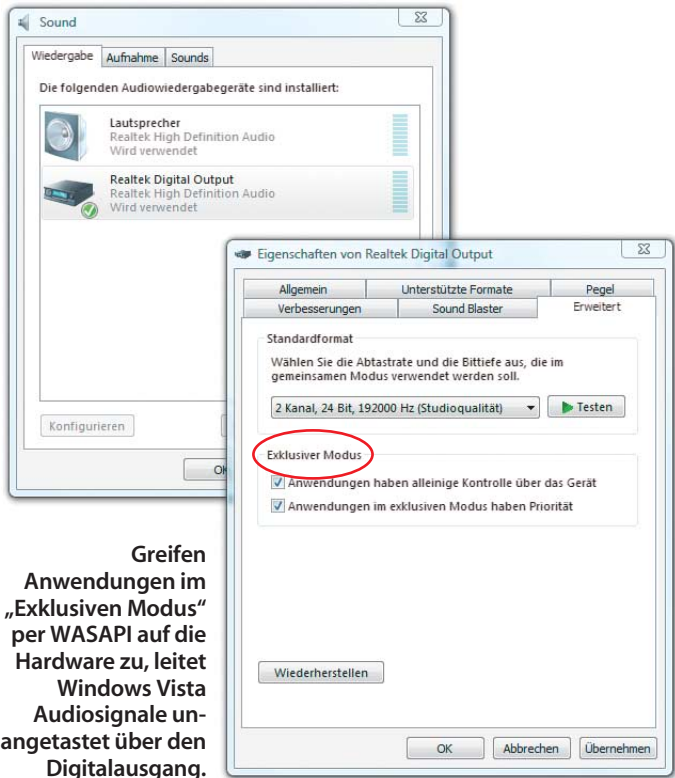 Sound
Wiedergabe Aufnahme Sounds
Die folgenden Audiowiedergabegeräte sind installiert:
Lautsprecher
Realtek High Definition Audio
Wird verwendet
Realtek Digital Output
Realtek High Definition Audio
Wird verwendet
Konfigurieren
Eigenschaften von Realtek Digital Output
Allgemein Unterstützte Formate Pegel
Verbesserungen Sound Blaster Erweitert
Standardformat
Wählen Sie die Abtastrate und die Bittiefe aus, die im
gemeinsamen Modus verwendet werden soll.
2 Kanal, 24 Bit, 192000 Hz (Studioqualität) Testen
Exklusiver Modus
Anwendungen haben alleinige Kontrolle über das Gerät
Anwendungen im exklusiven Modus haben Priorität
Wiederherstellen
OK Abbrechen Übernehmen
Greifen
Anwendungen im
„Exklusiven Modus“
per WASAPI auf die
Hardware zu, leitet
Windows Vista
Audiosignale un-
angetastet über den
Digitalausgang.